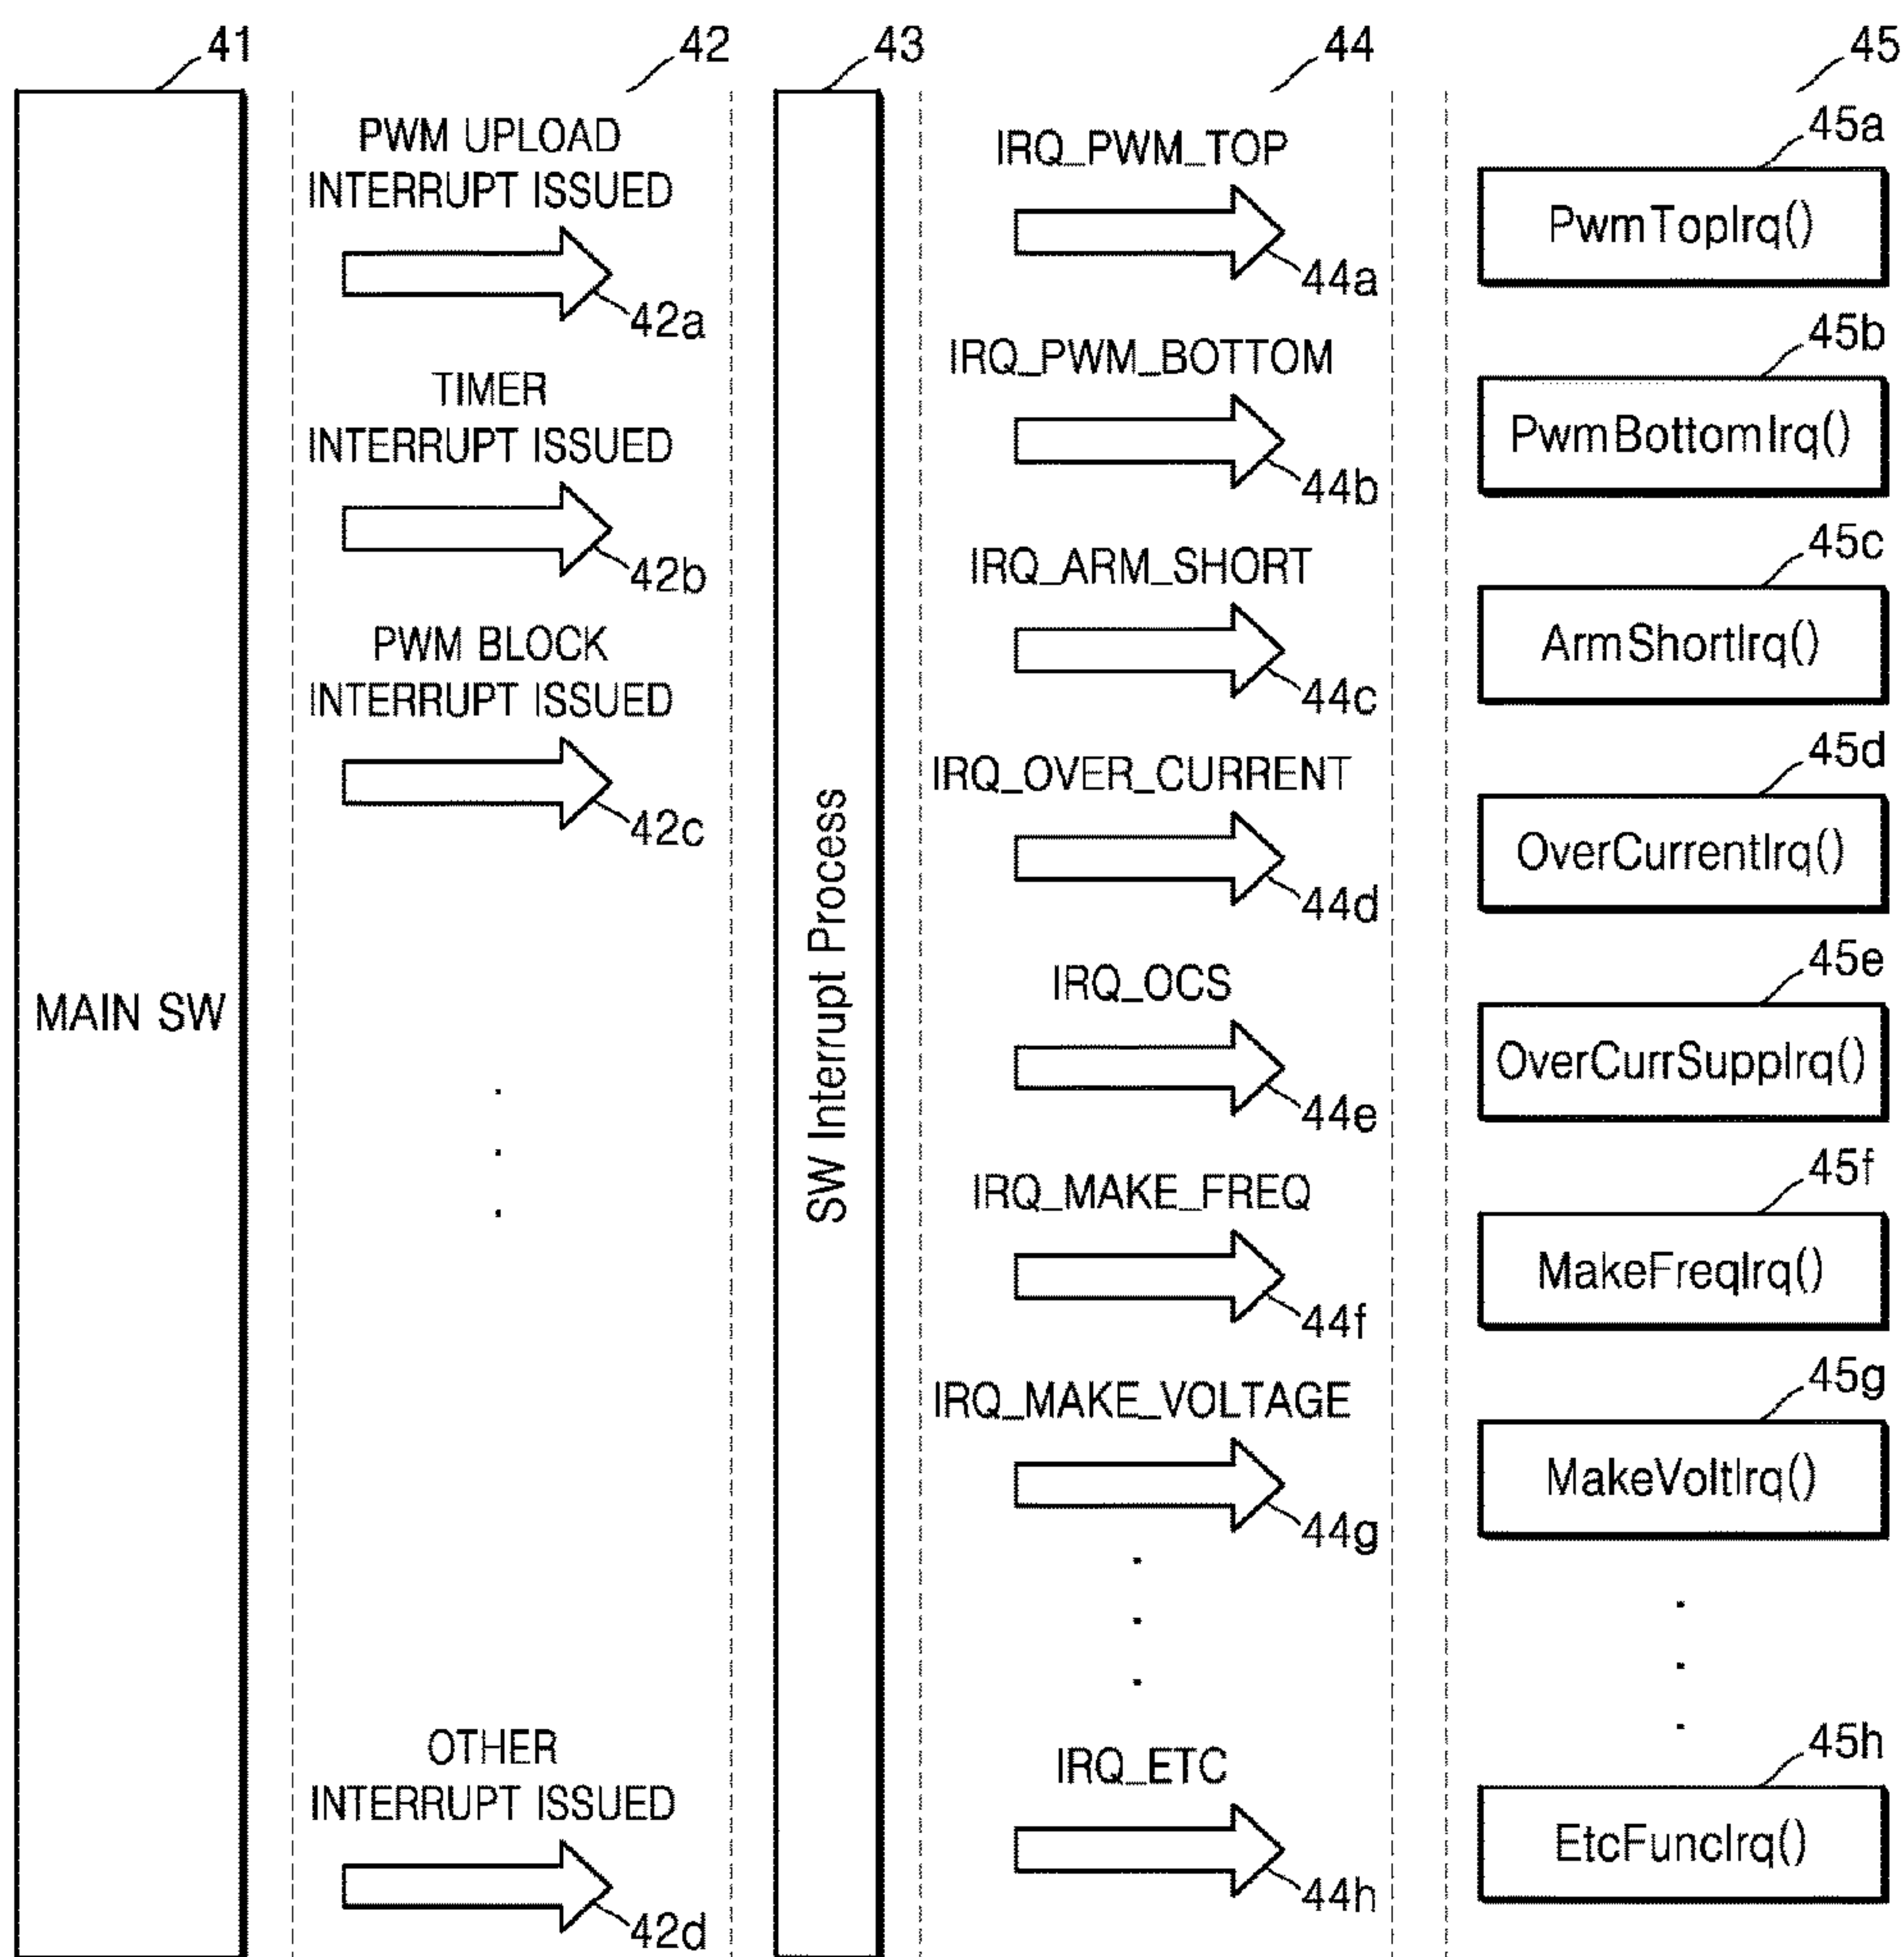 41
42
43
44
45
MAIN SW
PWM UPLOAD
INTERRUPT ISSUED
42a
TIMER
INTERRUPT ISSUED
42b
PWM BLOCK
INTERRUPT ISSUED
42c
OTHER
INTERRUPT ISSUED
42d
SW Interrupt Process
IRQ_PWM_TOP
44a
IRQ_PWM_BOTTOM
44b
IRQ_ARM_SHORT
44c
IRQ_OVER_CURRENT
44d
IRQ_OCS
44e
IRQ_MAKE_FREQ
44f
IRQ_MAKE_VOLTAGE
44g
IRQ_ETC
44h
45a
PwmTopIrq()
45b
PwmBottomIrq()
45c
ArmShortIrq()
45d
OverCurrentIrq()
45e
OverCurrSuppIrq()
45f
MakeFreqIrq()
45g
MakeVoltIrq()
45h
EtcFuncIrq()